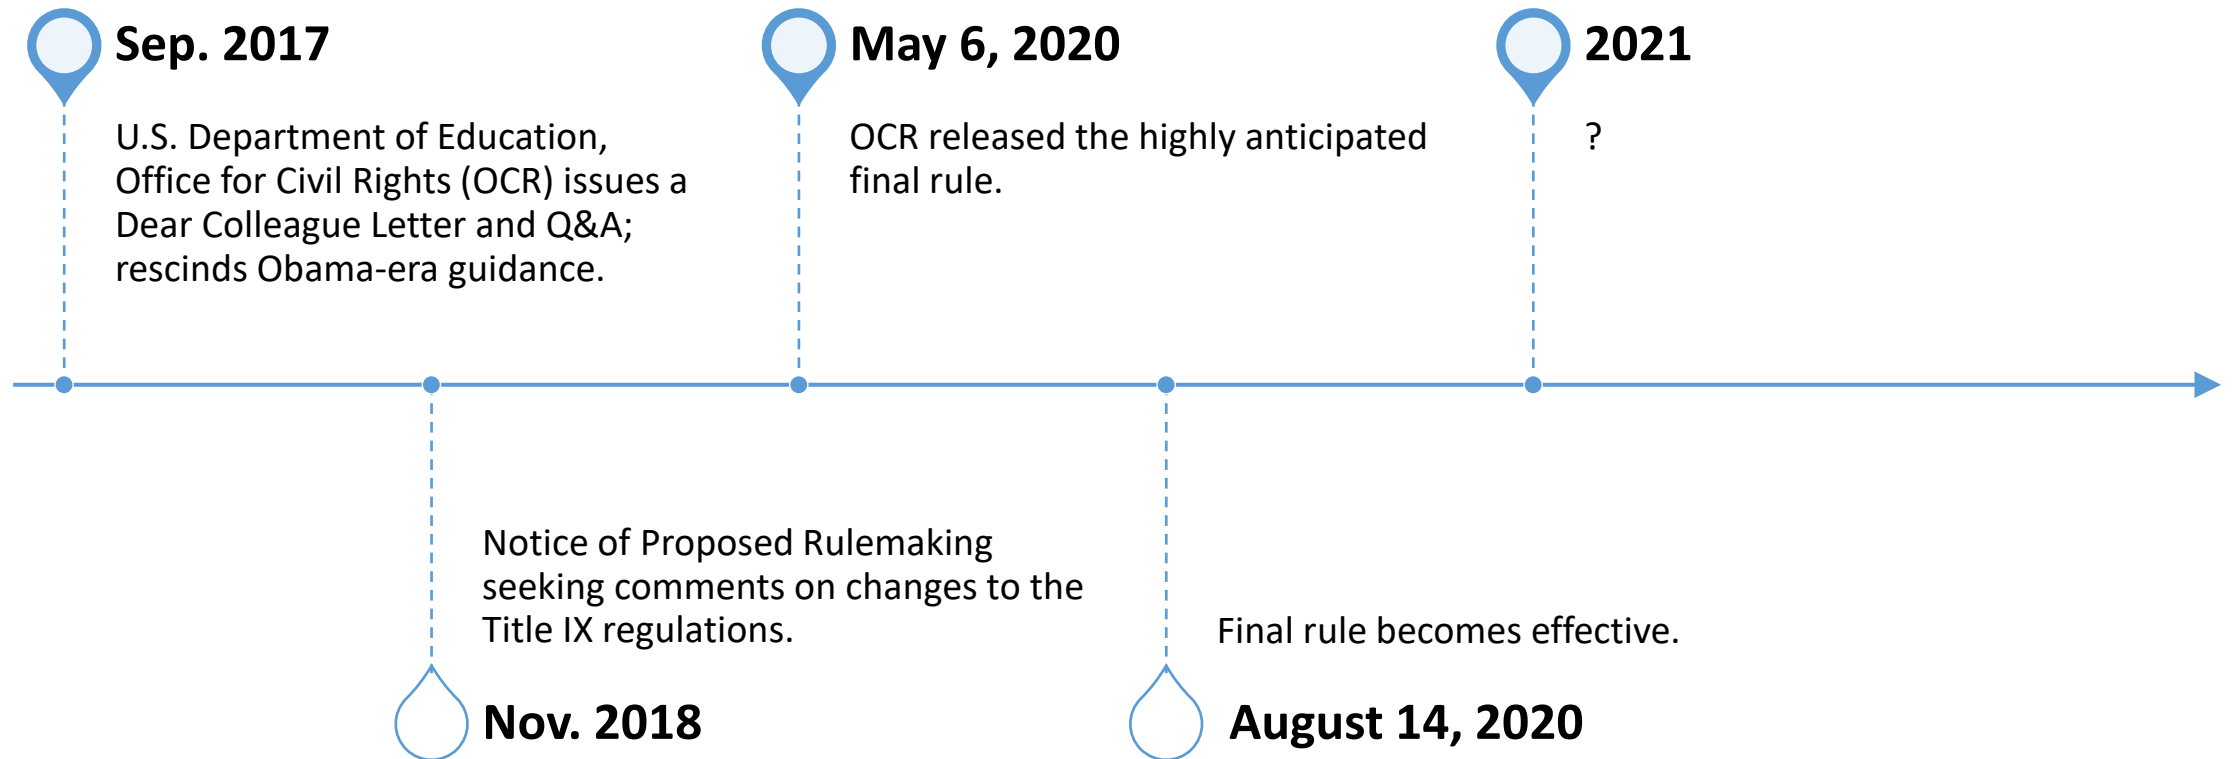 Sep. 2017
U.S. Department of Education,
Office for Civil Rights (OCR) issues a
Dear Colleague Letter and Q&A;
rescinds Obama-era guidance.
Notice of Proposed Rulemaking
seeking comments on changes to the
Title IX regulations.
Nov. 2018
May 6, 2020
OCR released the highly anticipated
final rule.
Final rule becomes effective.
August 14, 2020
2021
?